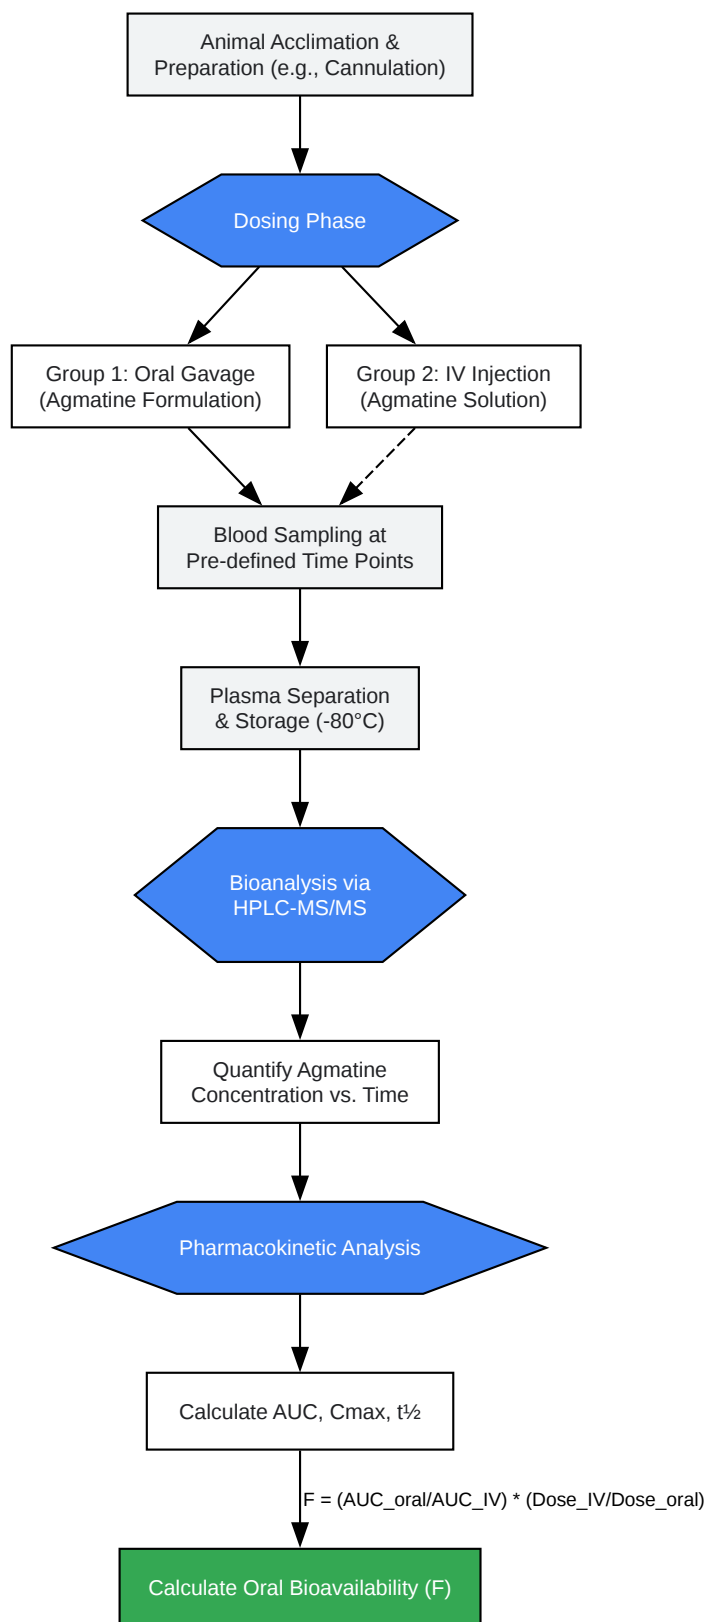 Animal Acclimation &
Preparation (e.g., Cannulation)
Dosing Phase
Group 1: Oral Gavage
(Agmatine Formulation)
Group 2: IV Injection
(Agmatine Solution)
Blood Sampling at
Pre-defined Time Points
Plasma Separation
& Storage (-80°C)
Bioanalysis via
HPLC-MS/MS
Quantify Agmatine
Concentration vs. Time
Pharmacokinetic Analysis
Calculate AUC, Cmax, t½
F = (AUC_oral/AUC_IV) * (Dose_IV/Dose_oral)
Calculate Oral Bioavailability (F)